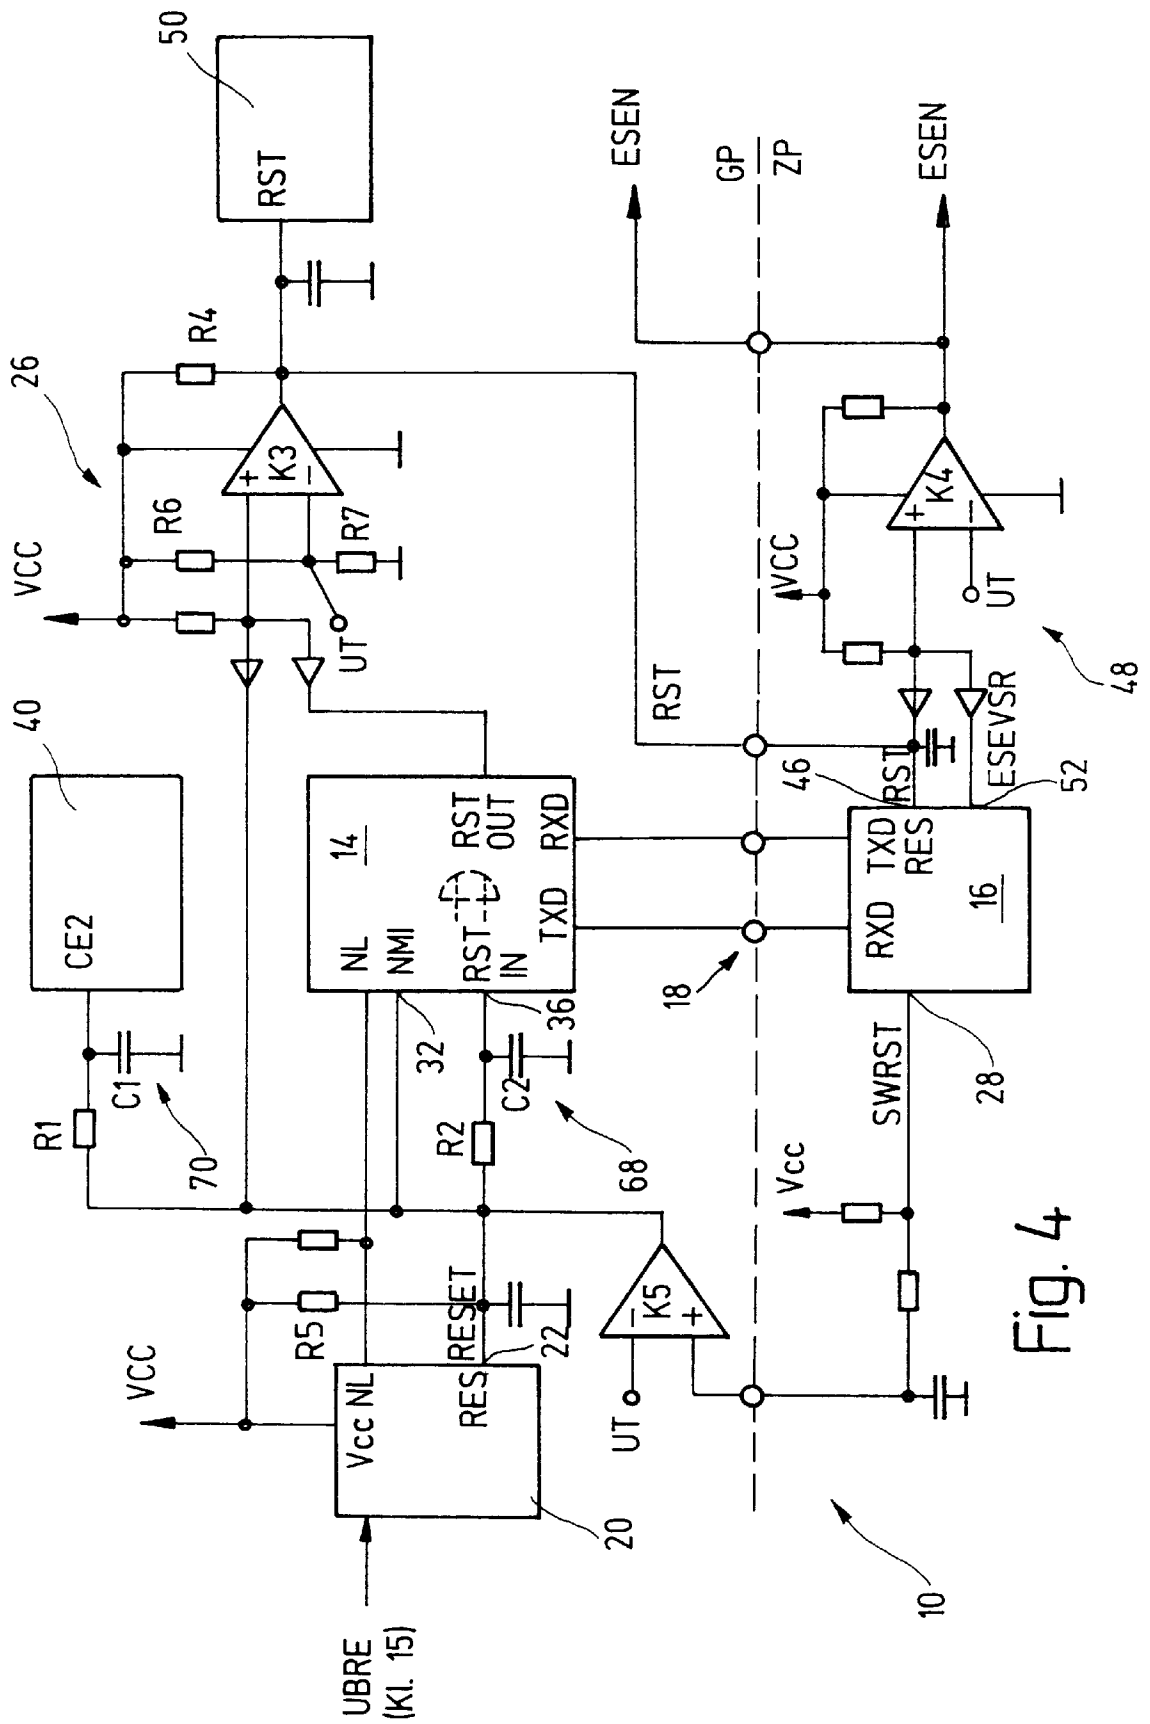 UBRE
(Kl. 15)
VCC
Vcc NL
RES
20
22
R5
RESET
R1
C1
70
CE2
40
R2
C2
68
NL
NMI
RST
IN
14
RST
OUT
TXD
RXD
32
36
VCC
R6
R7
UT
+
K3
−
26
R4
RST
50
RST
ESEN
GP
ZP
UT
−
K5
+
18
Vcc
SWRST
28
RXD
TXD
RES
16
46
RST
ESEVSR
52
VCC
UT
+
K4
−
48
ESEN
10
Fig. 4